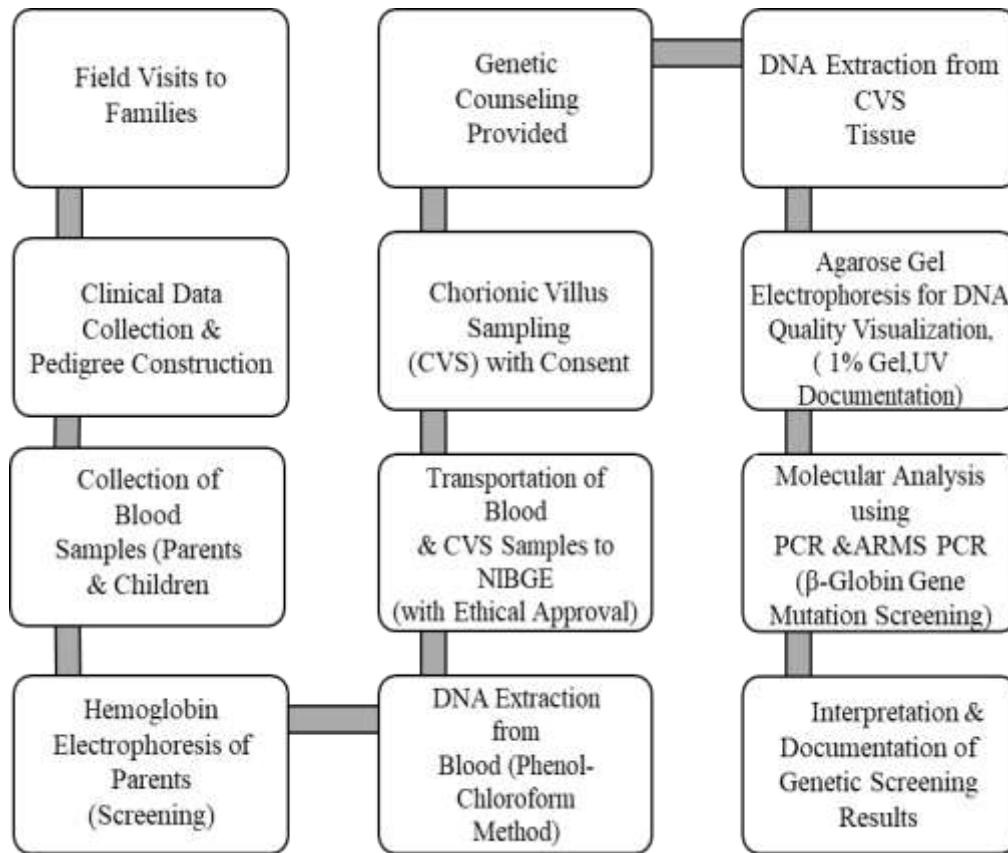 Field Visits to
Families
Clinical Data
Collection &
Pedigree Construction
Collection of
Blood
Samples (Parents
& Children
Hemoglobin
Electrophoresis of
Parents
(Screening)
DNA Extraction
from
Blood (Phenol-
Chloroform
Method)
Transportation of
Blood
& CVS Samples to
NIBGE
(with Ethical Approval)
Chorionic Villus
Sampling
(CVS) with Consent
Genetic
Counseling
Provided
DNA Extraction from
CVS
Tissue
Agarose Gel
Electrophoresis for DNA
Quality Visualization,
( 1% Gel,UV
Documentation)
Molecular Analysis
using
PCR &ARMS PCR
(β-Globin Gene
Mutation Screening)
Interpretation &
Documentation of
Genetic Screening
Results